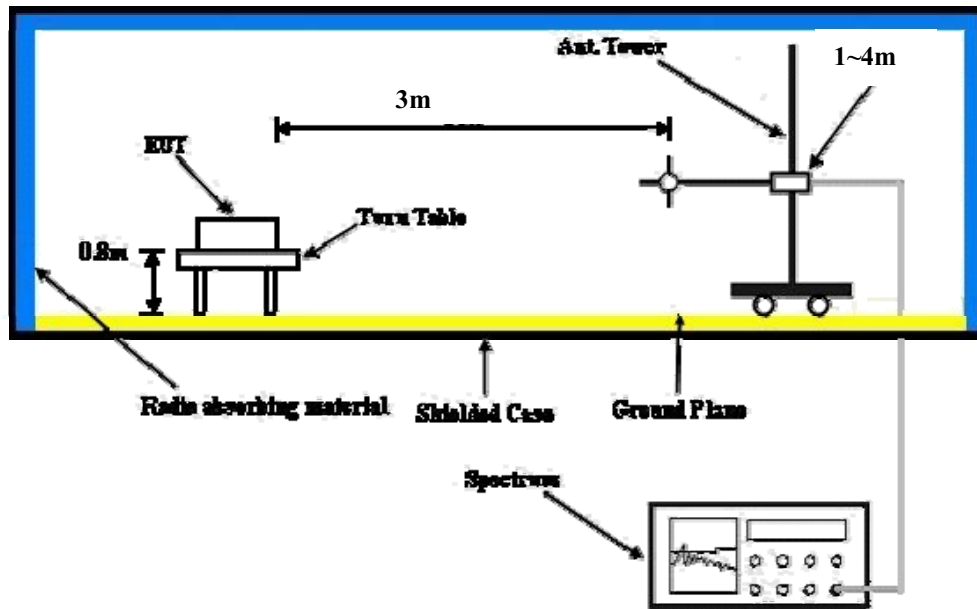 Ant. Tower
1~4m
3m
EUT
Turn Table
0.8m
Radio absorbing material
Shielded Case
Ground Plane
Spectrum